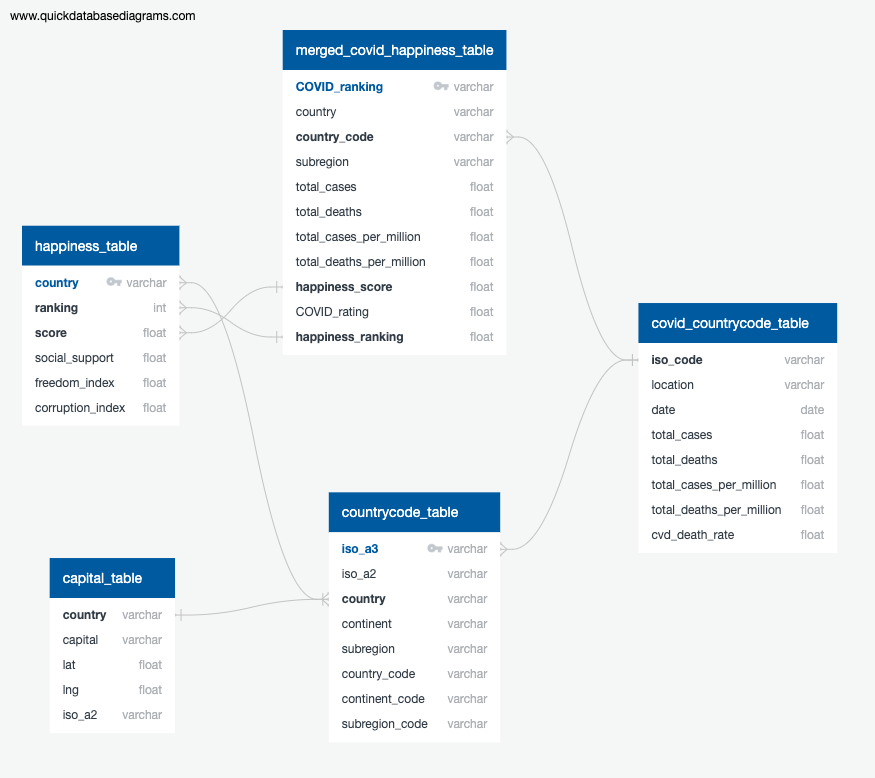 www.quickdatabasediagrams.com
merged_covid_happiness_table
COVID_ranking varchar
country varchar
country_code varchar
subregion varchar
total_cases float
total_deaths float
total_cases_per_million float
total_deaths_per_million float
happiness_score float
COVID_rating float
happiness_ranking float
happiness_table
country varchar
ranking int
score float
social_support float
freedom_index float
corruption_index float
covid_countrycode_table
iso_code varchar
location varchar
date date
total_cases float
total_deaths float
total_cases_per_million float
total_deaths_per_million float
cvd_death_rate float
countrycode_table
iso_a3 varchar
iso_a2 varchar
country varchar
continent varchar
subregion varchar
country_code varchar
continent_code varchar
subregion_code varchar
capital_table
country varchar
capital varchar
lat float
lng float
iso_a2 varchar